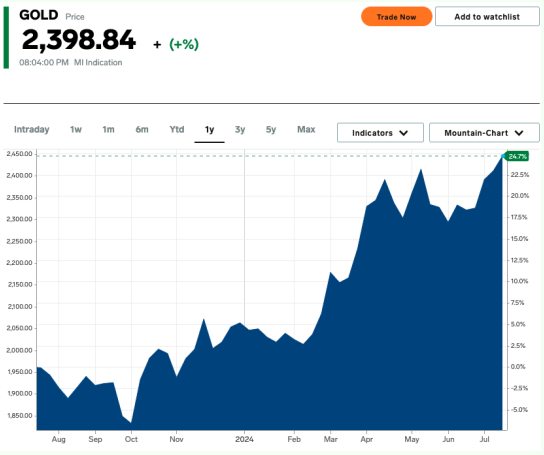 GOLD Price
2,398.84 + (+%)
08:04:00 PM MI Indication
Trade Now
Add to watchlist
Intraday 1w 1m 6m Ytd 1y 3y 5y Max
Indicators
Mountain-Chart
2,450.00
2,400.00
2,350.00
2,300.00
2,250.00
2,200.00
2,150.00
2,100.00
2,050.00
2,000.00
1,950.00
1,900.00
1,850.00
24.7%
22.5%
20.0%
17.5%
15.0%
12.5%
10.0%
7.5%
5.0%
2.5%
0.0%
-2.5%
-5.0%
Aug Sep Oct Nov 2024 Feb Mar Apr May Jun Jul